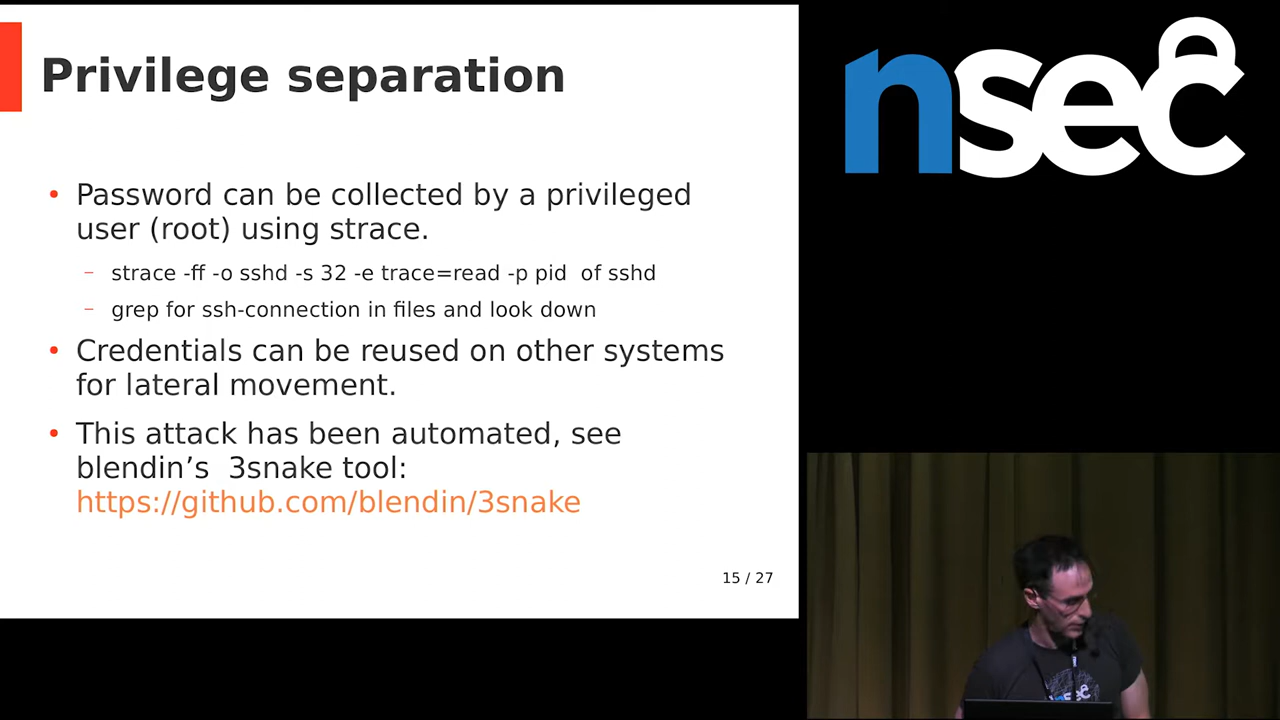 Privilege separation
• Password can be collected by a privileged
user (root) using strace.
– strace -ff -o sshd -s 32 -e trace=read -p pid  of sshd
– grep for ssh-connection in files and look down
• Credentials can be reused on other systems
for lateral movement.
• This attack has been automated, see
blendin’s  3snake tool:
https://github.com/blendin/3snake
15 / 27
nsec
nsec